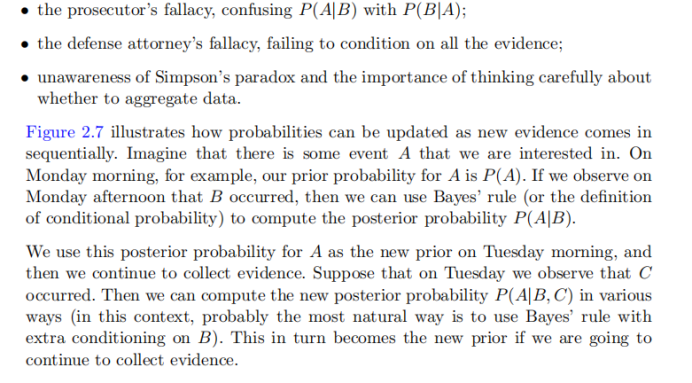 • the prosecutor's fallacy, confusing P(A|B) with P(B|A);
• the defense attorney's fallacy, failing to condition on all the evidence;
• unawareness of Simpson's paradox and the importance of thinking carefully about
whether to aggregate data.
Figure 2.7 illustrates how probabilities can be updated as new evidence comes in
sequentially. Imagine that there is some event A that we are interested in. On
Monday morning, for example, our prior probability for A is P(A). If we observe on
Monday afternoon that B occurred, then we can use Bayes' rule (or the definition
of conditional probability) to compute the posterior probability P(A|B).
We use this posterior probability for A as the new prior on Tuesday morning, and
then we continue to collect evidence. Suppose that on Tuesday we observe that C
occurred. Then we can compute the new posterior probability P(A|B, C) in various
ways (in this context, probably the most natural way is to use Bayes' rule with
extra conditioning on B). This in turn becomes the new prior if we are going to
continue to collect evidence.